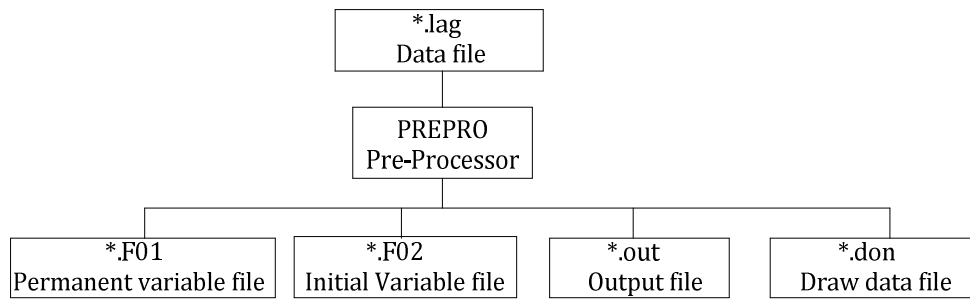 *.lag
Data file
PREPRO
Pre-Processor
*.F01
Permanent variable file
*.F02
Initial Variable file
*.out
Output file
*.don
Draw data file